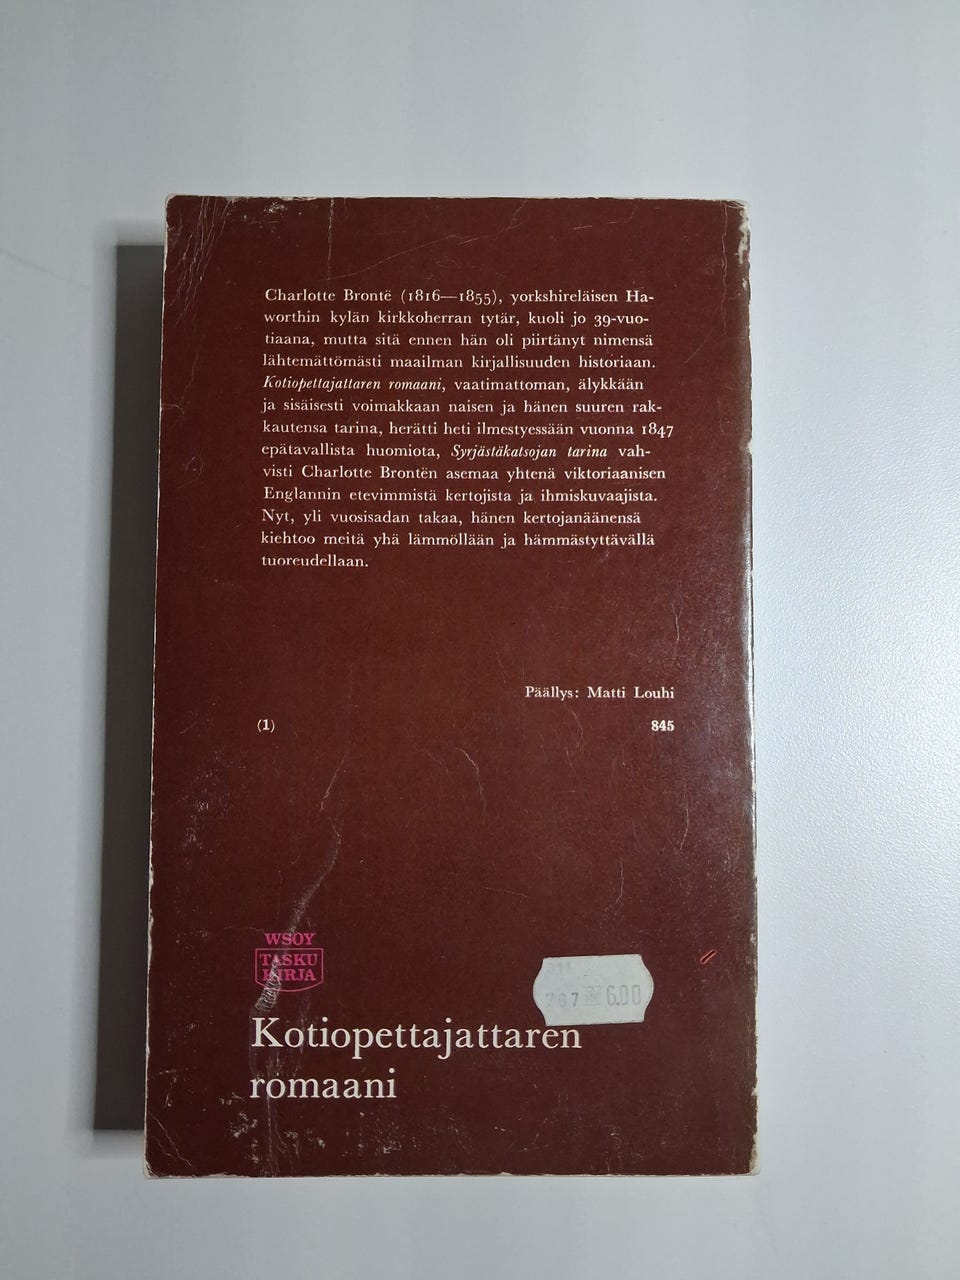 Charlotte Brontë (1816—1855), yorkshireläisen Ha-
worthin kylän kirkkoherran tytär, kuoli jo 39-vuo-
tiaana, mutta sitä ennen hän oli piirtänyt nimensä
lähtemättömästi maailman kirjallisuuden historiaan.
Kotiopettajattaren romaani, vaatimattoman, älykkään
ja sisäisesti voimakkaan naisen ja hänen suuren rak-
kautensa tarina, herätti heti ilmestyessään vuonna 1847
epätavallista huomiota, Syrjästäkatsojan tarina vah-
visti Charlotte Brontën asemaa yhtenä viktoriaanisen
Englannin etevimmistä kertojista ja ihmiskuvaajista.
Nyt, yli vuosisadan takaa, hänen kertojanäänensä
kiehtoo meitä yhä lämmöllään ja hämmästyttävällä
tuoreudellaan.
Päällys: Matti Louhi
(1) 845
WSOY
TASKU
KIRJA
767 6.00
Kotiopettajattaren
romaani